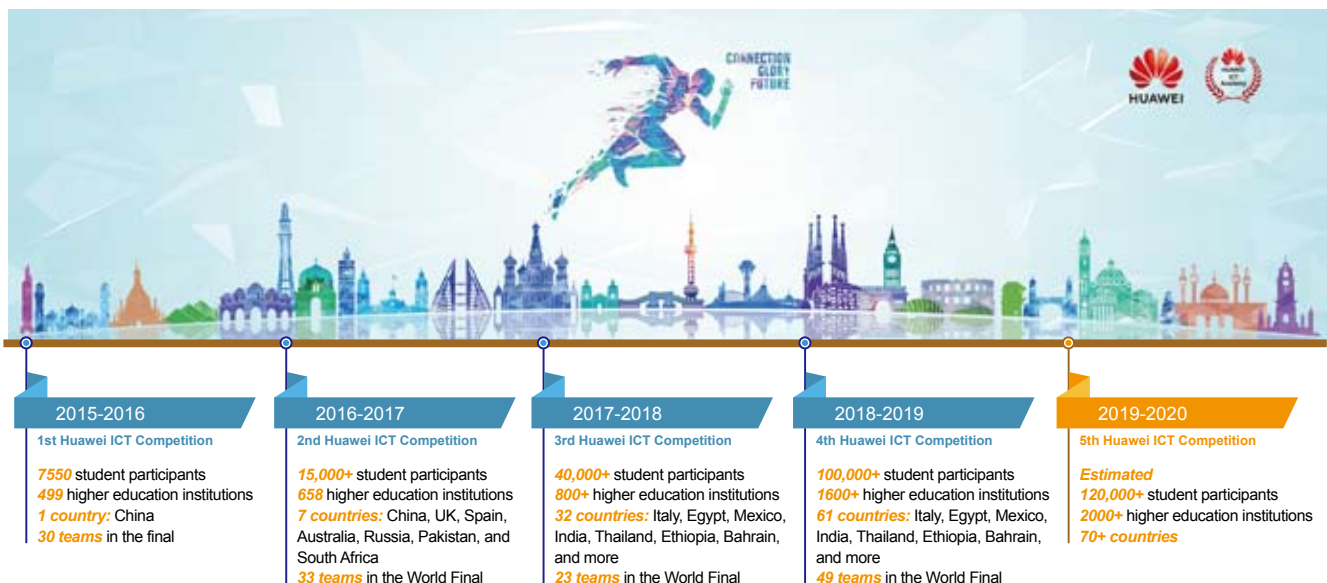 CONNECTION
GLORY
FUTURE
HUAWEI
HUAWEI
ICT
Academy
2015-2016
1st Huawei ICT Competition
7550 student participants
499 higher education institutions
1 country: China
30 teams in the final
2016-2017
2nd Huawei ICT Competition
15,000+ student participants
658 higher education institutions
7 countries: China, UK, Spain,
Australia, Russia, Pakistan, and
South Africa
33 teams in the World Final
2017-2018
3rd Huawei ICT Competition
40,000+ student participants
800+ higher education institutions
32 countries: Italy, Egypt, Mexico,
India, Thailand, Ethiopia, Bahrain,
and more
23 teams in the World Final
2018-2019
4th Huawei ICT Competition
100,000+ student participants
1600+ higher education institutions
61 countries: Italy, Egypt, Mexico,
India, Thailand, Ethiopia, Bahrain,
and more
49 teams in the World Final
2019-2020
5th Huawei ICT Competition
Estimated
120,000+ student participants
2000+ higher education institutions
70+ countries